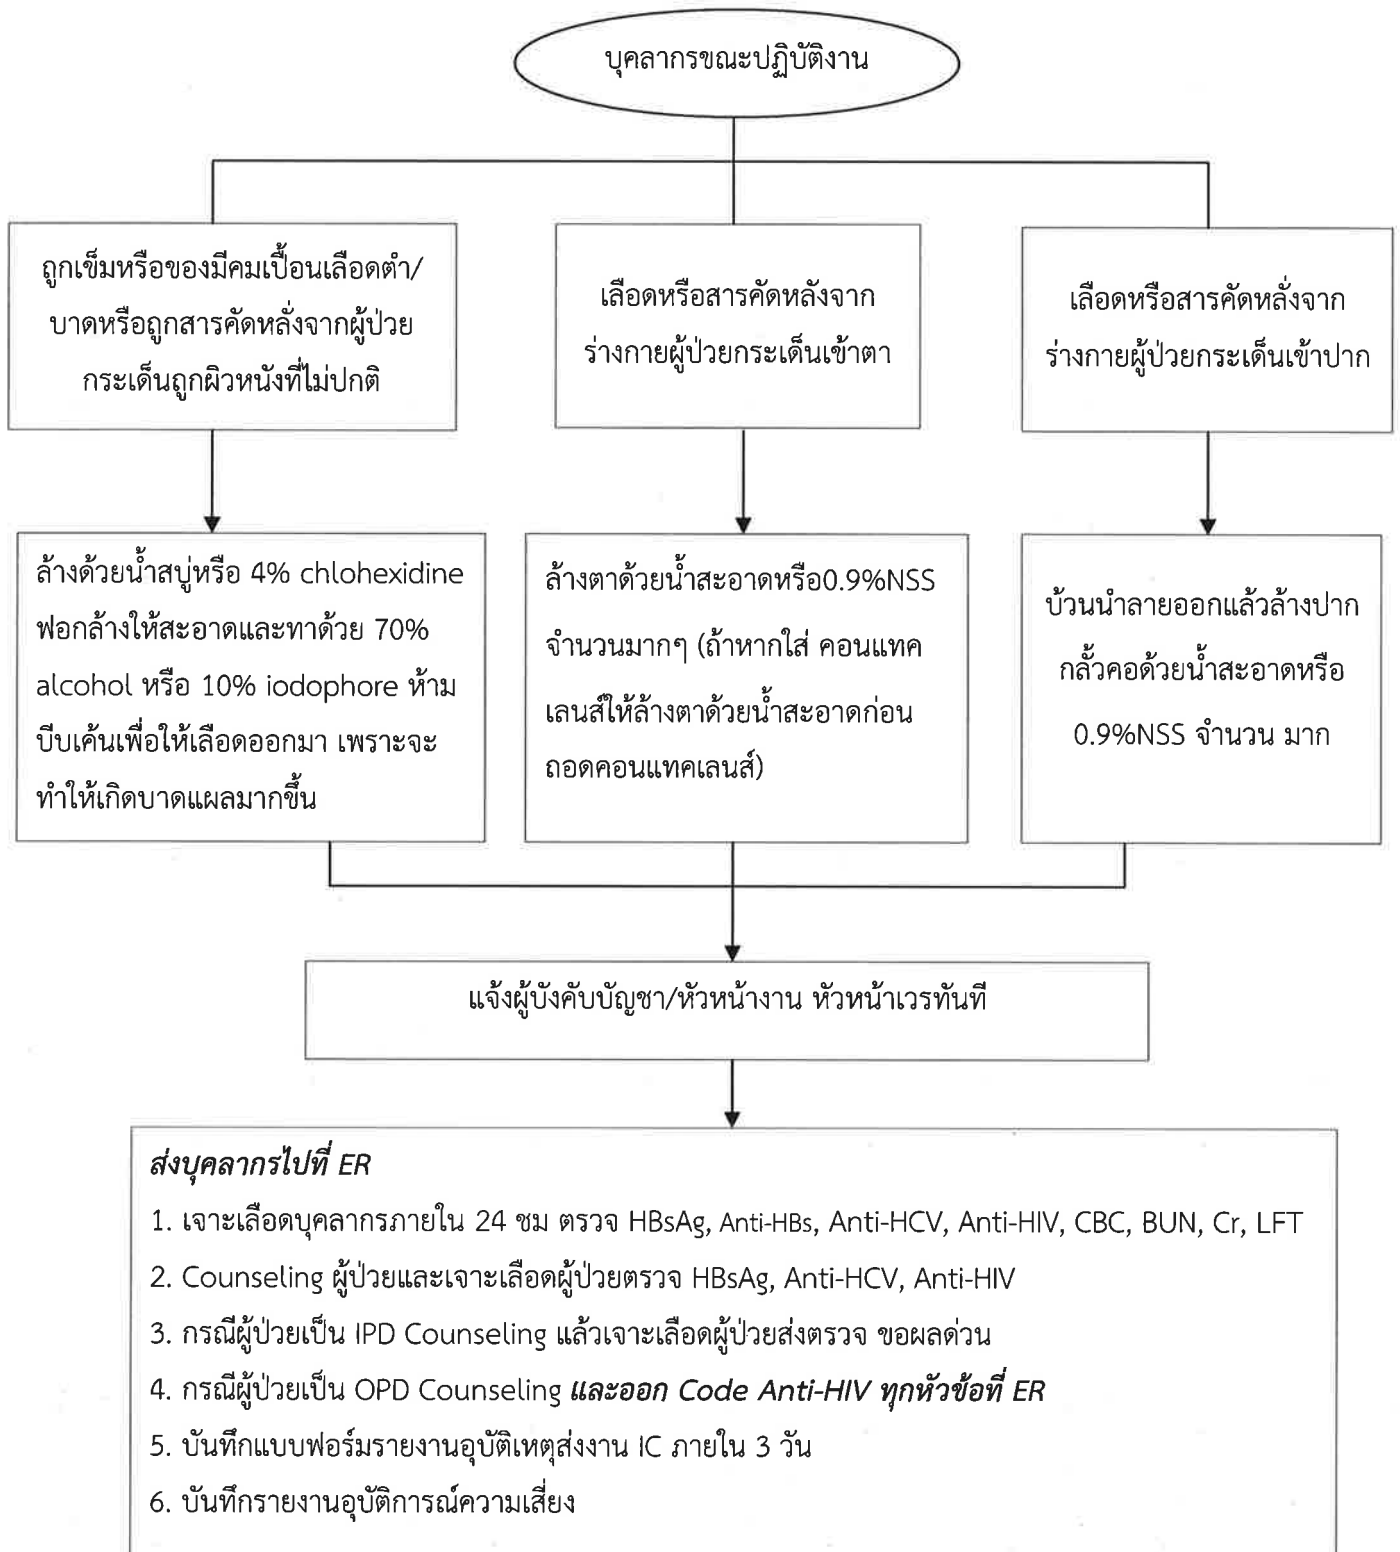 บุคลากรขณะปฏิบัติงาน
ถูกเข็มหรือของมีคมเปื้อนเลือดตำ/
บาดหรือถูกสารคัดหลั่งจากผู้ป่วย
กระเด็นถูกผิวหนังที่ไม่ปกติ
เลือดหรือสารคัดหลังจาก
ร่างกายผู้ป่วยกระเด็นเข้าตา
เลือดหรือสารคัดหลั่งจาก
ร่างกายผู้ป่วยกระเด็นเข้าปาก
ล้างด้วยน้ำสบู่หรือ 4% chlohexidine
ฟอกล้างให้สะอาดและทาด้วย 70%
alcohol หรือ 10% iodophore ห้าม
บีบเค้นเพื่อให้เลือดออกมา เพราะจะ
ทำให้เกิดบาดแผลมากขึ้น
ล้างตาด้วยน้ำสะอาดหรือ0.9%NSS
จำนวนมากๆ (ถ้าหากใส่ คอนแทค
เลนส์ให้ล้างตาด้วยน้ำสะอาดก่อน
ถอดคอนแทคเลนส์)
บ้วนนำลายออกแล้วล้างปาก
กลั้วคอด้วยน้ำสะอาดหรือ
0.9%NSS จำนวน มาก
แจ้งผู้บังคับบัญชา/หัวหน้างาน หัวหน้าเวรทันที
ส่งบุคลากรไปที่ ER
1. เจาะเลือดบุคลากรภายใน 24 ชม ตรวจ HBsAg, Anti-HBs, Anti-HCV, Anti-HIV, CBC, BUN, Cr, LFT
2. Counseling ผู้ป่วยและเจาะเลือดผู้ป่วยตรวจ HBsAg, Anti-HCV, Anti-HIV
3. กรณีผู้ป่วยเป็น IPD Counseling แล้วเจาะเลือดผู้ป่วยส่งตรวจ ขอผลด่วน
4. กรณีผู้ป่วยเป็น OPD Counseling และออก Code Anti-HIV ทุกหัวข้อที่ ER
5. บันทึกแบบฟอร์มรายงานอุบัติเหตุส่งงาน IC ภายใน 3 วัน
6. บันทึกรายงานอุบัติการณ์ความเสี่ยง